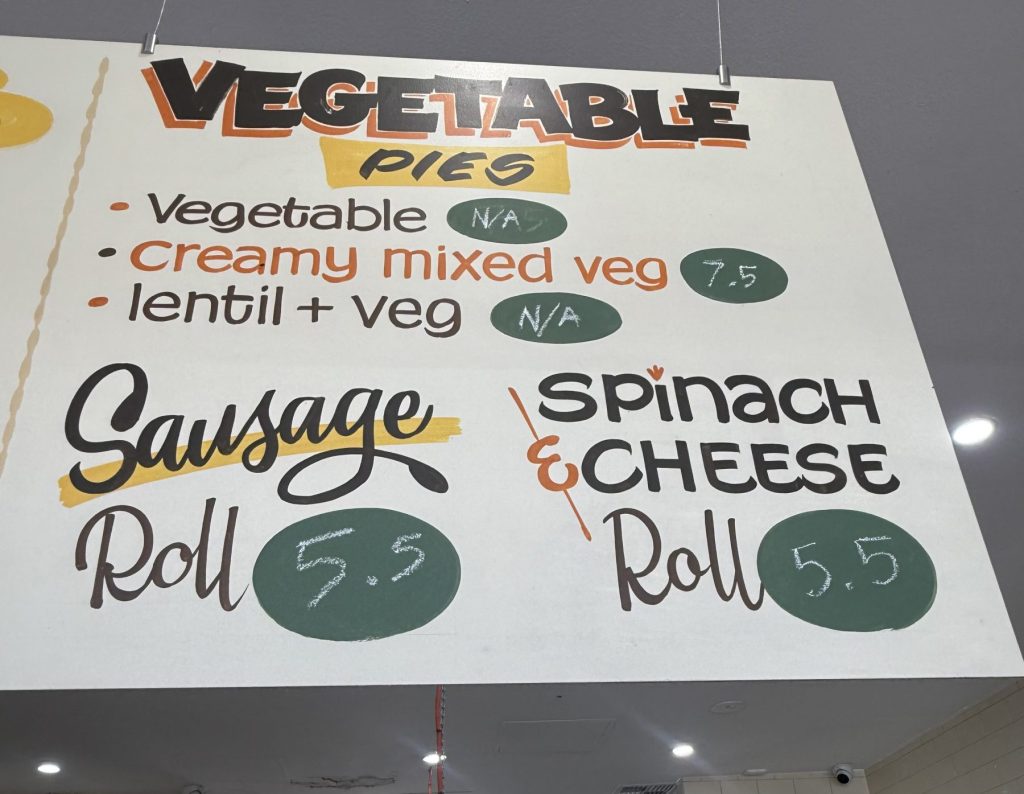 VEGETABLE
PIES
• Vegetable N/A
• Creamy mixed veg 7.5
• lentil + veg N/A
Sausage
Roll 5.5
SPINACH
& CHEESE
Roll 5.5